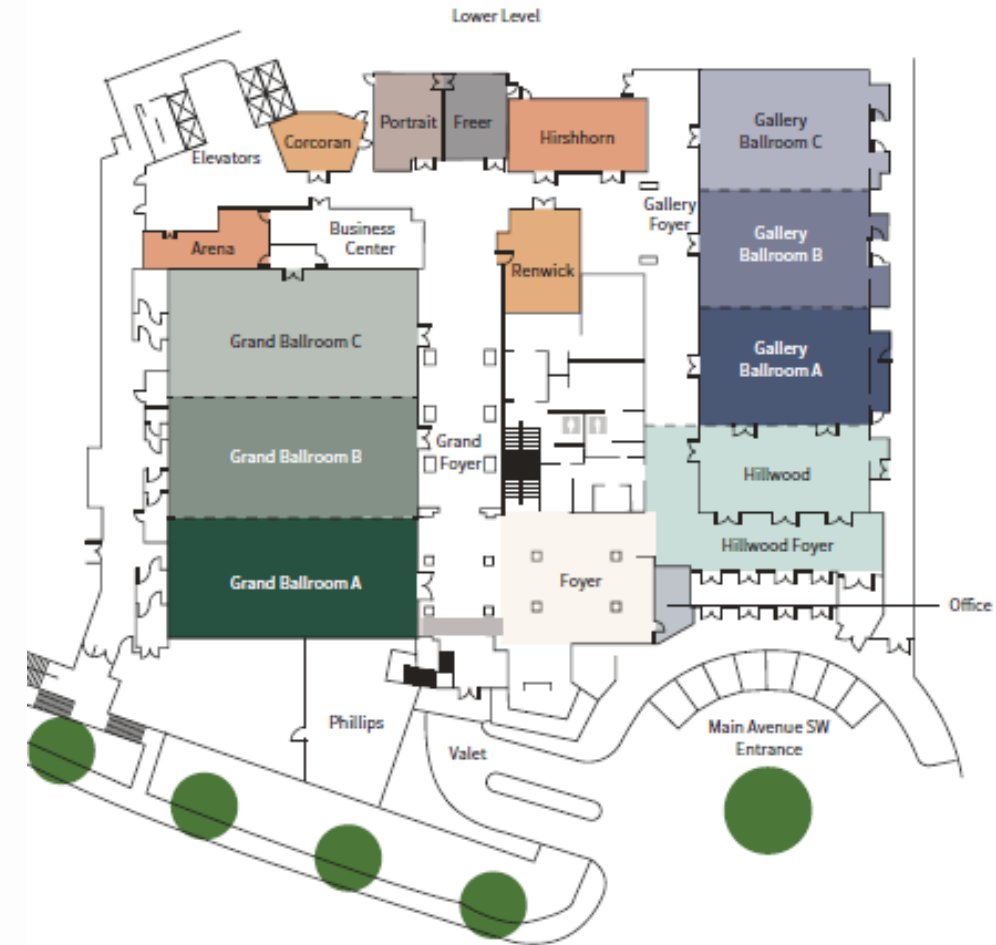 Lower Level
Portrait
Freer
Corcoran
Hirshhorn
Gallery
Ballroom C
Elevators
Gallery
Foyer
Business
Center
Arena
Renwick
Gallery
Ballroom B
Grand Ballroom C
Gallery
Ballroom A
Grand Ballroom B
Grand
Foyer
Hillwood
Hillwood Foyer
Grand Ballroom A
Foyer
Office
Phillips
Valet
Main Avenue SW
Entrance